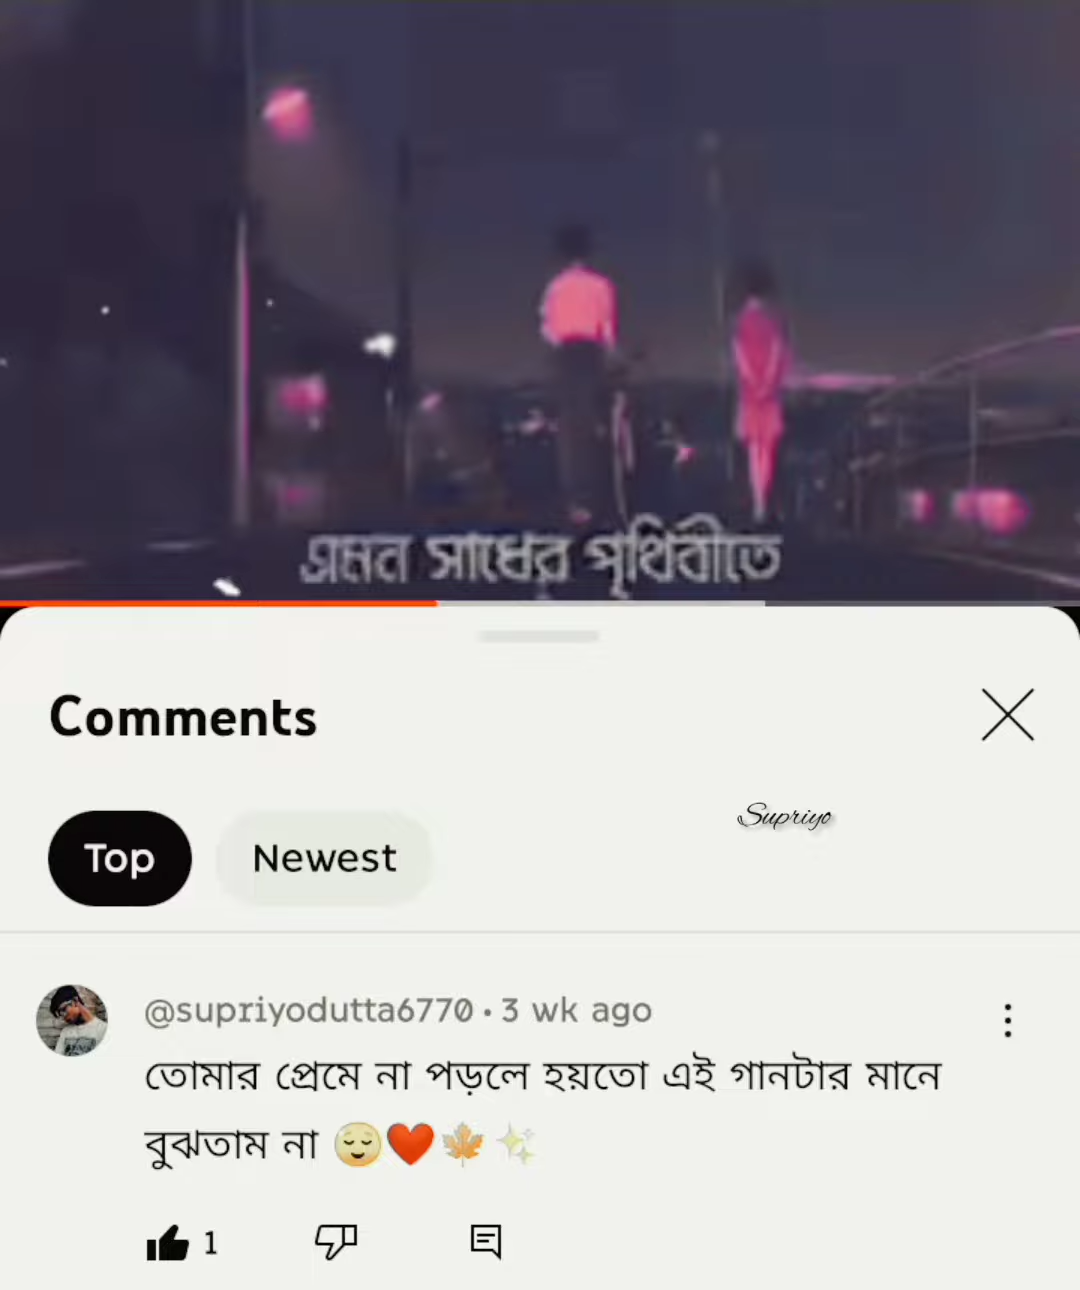 এমন সাধের পৃথিবীতে
Comments
Supriyo
Top Newest
@supriyodutta6770 • 3 wk ago
তোমার প্রেমে না পড়লে হয়তো এই গানটার মানে
বুঝতাম না 😌❤️🍁✨
1